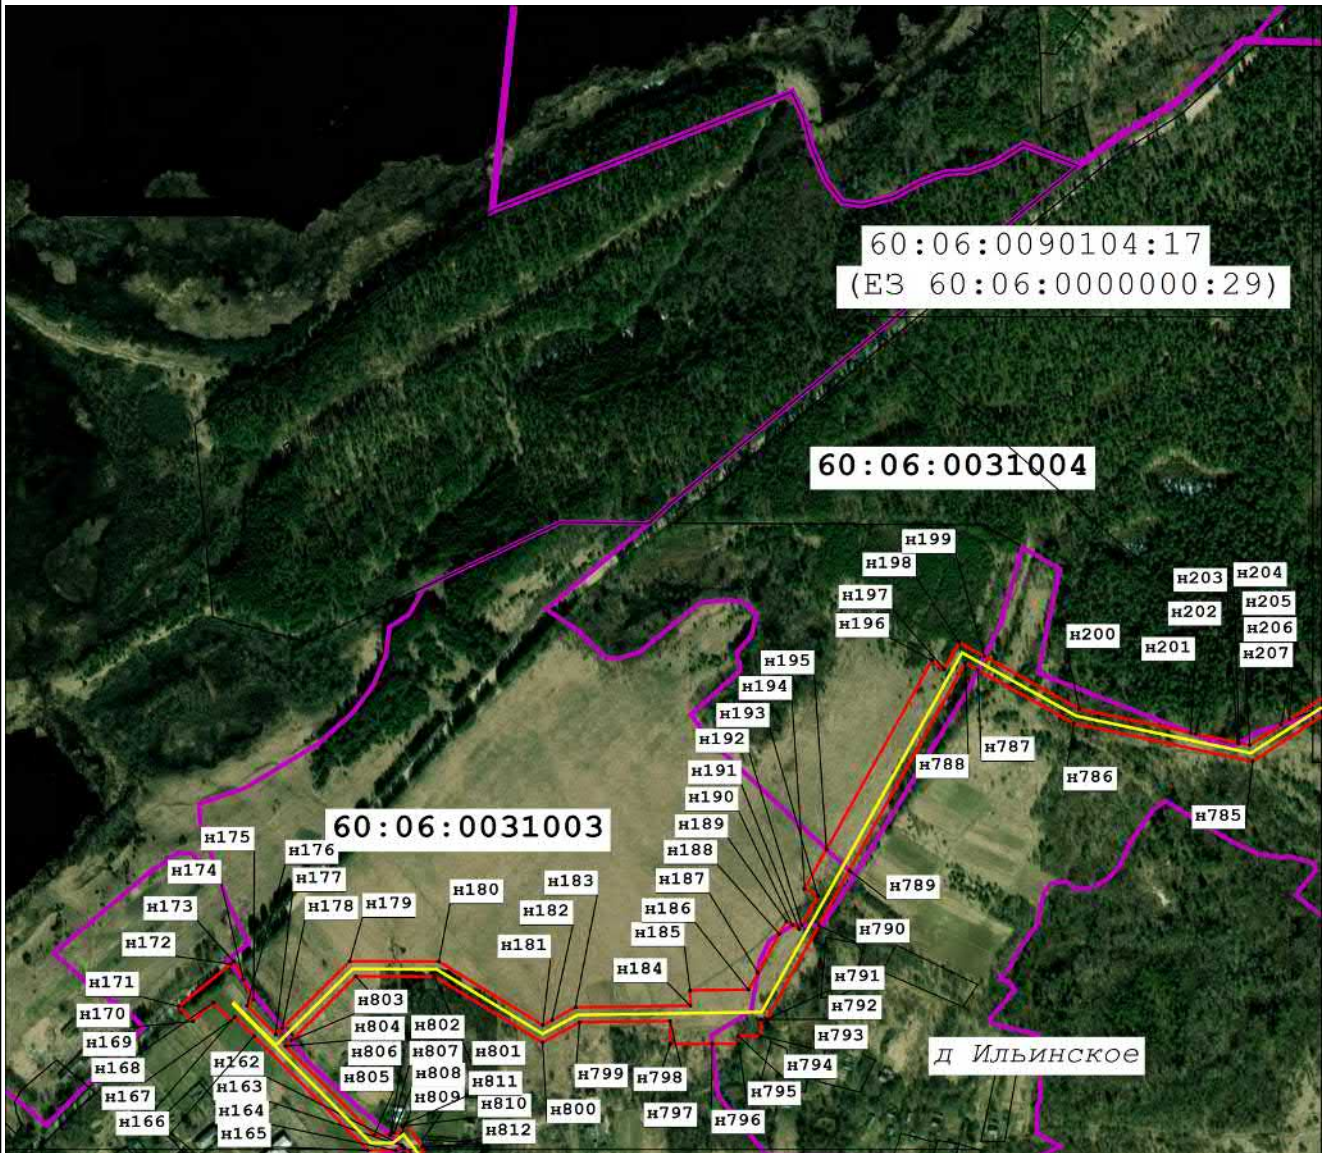 60:06:0090104:17
(ЕЗ 60:06:0000000:29)
60:06:0031004
н199
н198
н197
н196
н203
н204
н202
н205
н200
н201
н206
н207
н195
н194
н193
н192
н191
н190
н189
н188
н187
н186
н185
н184
н788
н787
н786
н785
60:06:0031003
н175
н176
н174
н177
н173
н178
н179
н180
н183
н182
н181
н172
н171
н170
н169
н168
н167
н166
н162
н163
н164
н165
н803
н804
н802
н806
н807
н801
н805
н808
н811
н809
н810
н812
н800
н799
н798
н797
н796
н795
н794
н793
н792
н791
н790
н789
д Ильинское